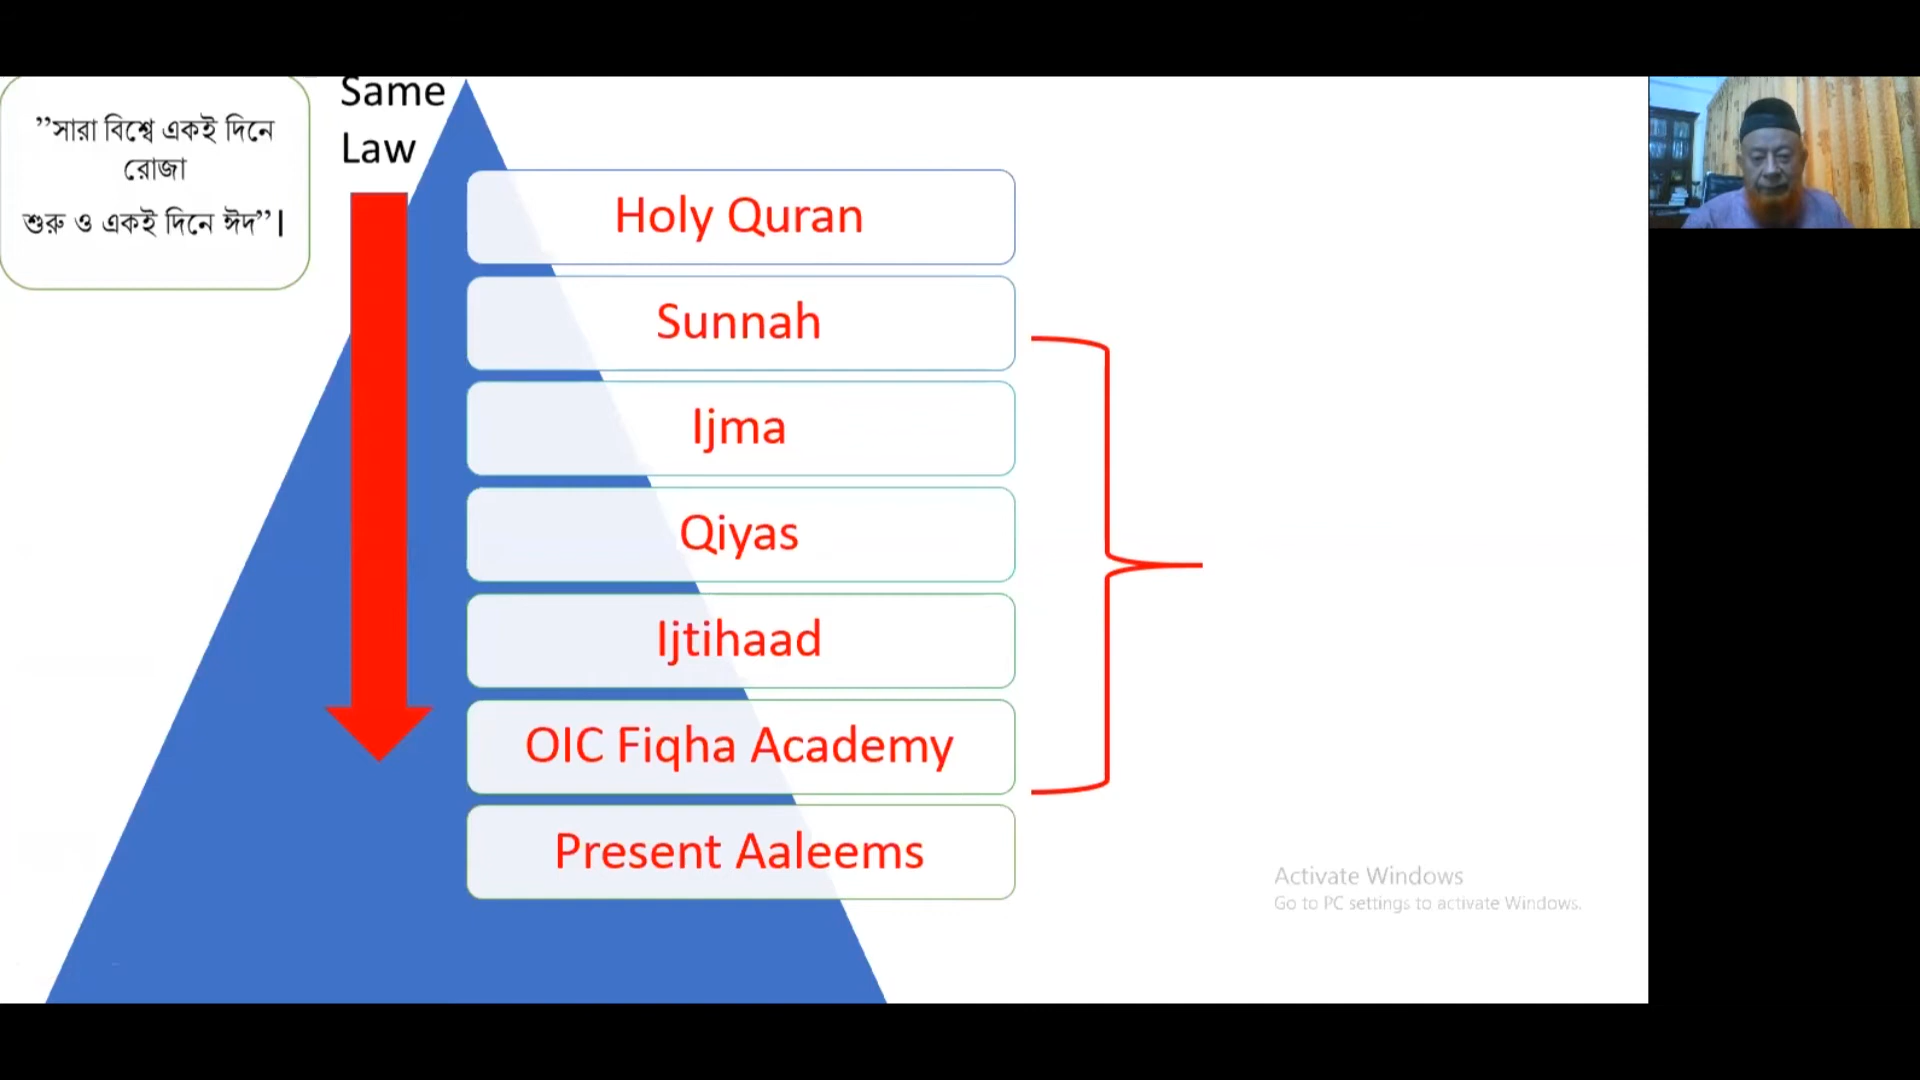 ”সারা বিশ্বে একই দিনে
রোজা
শুরু ও একই দিনে ঈদ”।
Same
Law
Holy Quran
Sunnah
Ijma
Qiyas
Ijtihaad
OIC Fiqha Academy
Present Aaleems
Activate Windows
Go to PC settings to activate Windows.